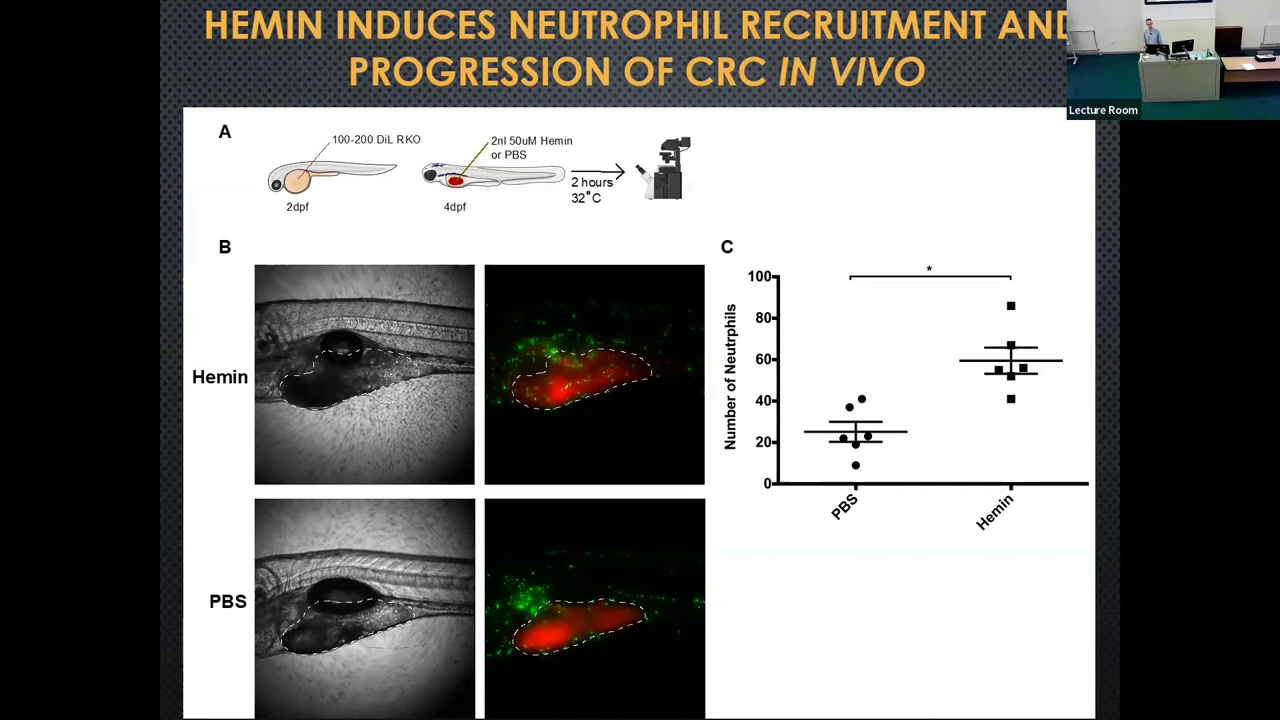 HEMIN INDUCES NEUTROPHIL RECRUITMENT AND
PROGRESSION OF CRC IN VIVO
Lecture Room
A
100-200 DiL RKO
2nl 50uM Hemin
or PBS
2 hours
32°C
2dpf
4dpf
B
C
Hemin
PBS
*
Number of Neutrphils
100
80
60
40
20
0
PBS
Hemin